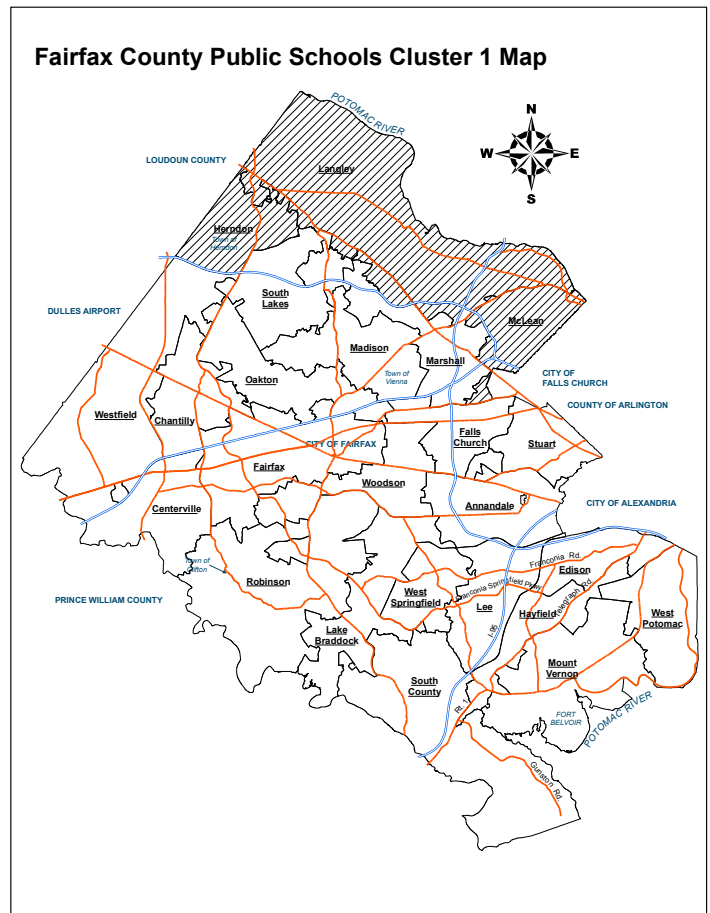 Fairfax County Public Schools Cluster 1 Map
POTOMAC RIVER
N
W
E
S
LOUDOUN COUNTY
Langley
Herndon
Town of
Herndon
DULLES AIRPORT
South
Lakes
McLean
Madison
Marshall
Town of
Vienna
CITY OF
FALLS CHURCH
Oakton
COUNTY OF ARLINGTON
Westfield
Chantilly
CITY OF FAIRFAX
Falls
Church
Stuart
Fairfax
Woodson
Centerville
Annandale
CITY OF ALEXANDRIA
Town of
Clifton
Franconia Rd.
Edison
Robinson
Franconia Springfield Pkwy
West
Springfield
Lee
Hayfield
Telegraph Rd
PRINCE WILLIAM COUNTY
West
Potomac
Lake
Braddock
I-95
Mount
Vernon
South
County
Rt. 1
FORT
BELVOIR
POTOMAC RIVER
Gunston Rd